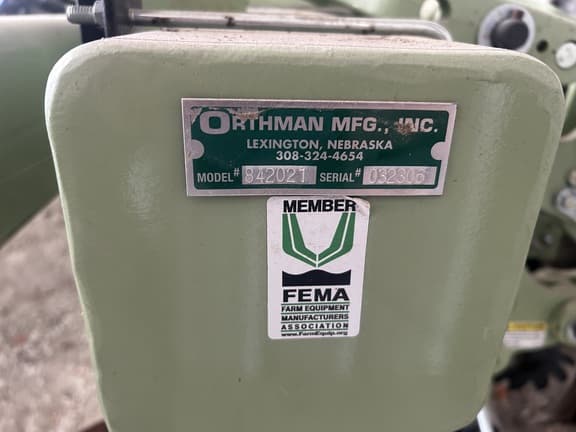 ORTHMAN MFG., INC.
LEXINGTON, NEBRASKA
308-324-4654
MODEL# 842021 SERIAL# 032305
MEMBER
FEMA
FARM EQUIPMENT
MANUFACTURERS
ASSOCIATION
www.FarmEquip.org